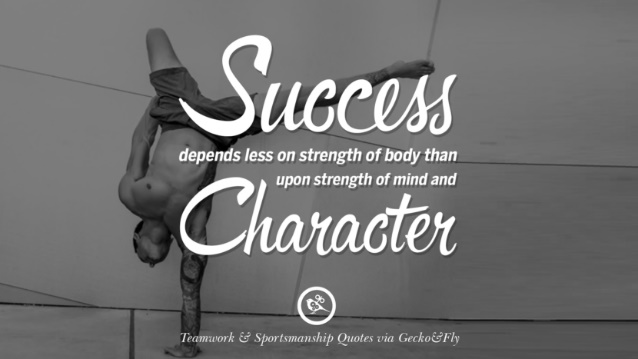 Success
depends less on strength of body than
upon strength of mind and
Character
Teamwork & Sportsmanship Quotes via Gecko&Fly